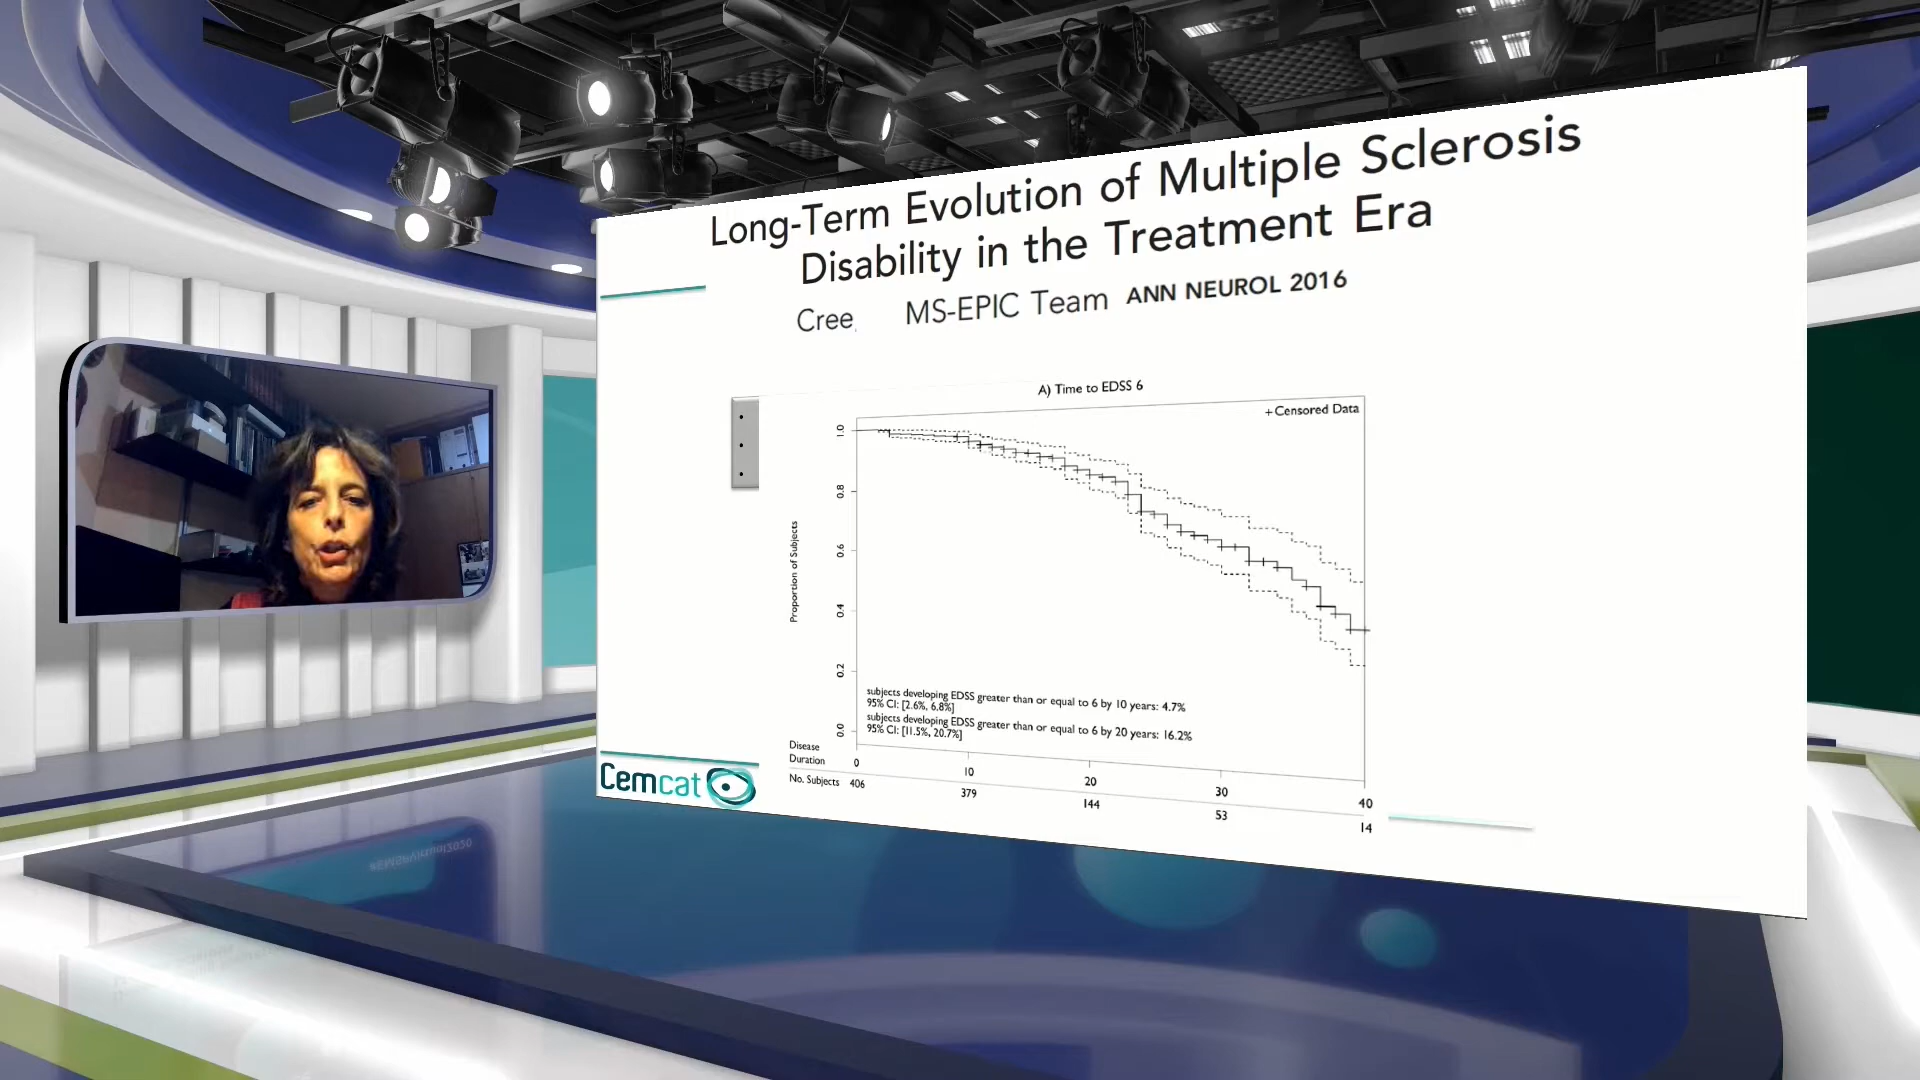 Long-Term Evolution of Multiple Sclerosis
Disability in the Treatment Era
Cree, MS-EPIC Team ANN NEUROL 2016
A) Time to EDSS 6
+ Censored Data
Proportion of Subjects
1.0
0.8
0.6
0.4
0.2
0.0
subjects developing EDSS greater than or equal to 6 by 10 years: 4.7%
95% CI: [2.6%, 6.8%]
subjects developing EDSS greater than or equal to 6 by 20 years: 16.2%
95% CI: [11.5%, 20.7%]
Disease
Duration 0 10 20 30 40
No. Subjects 406 379 144 53 14
Cemcat
#EMSPVirtual2020